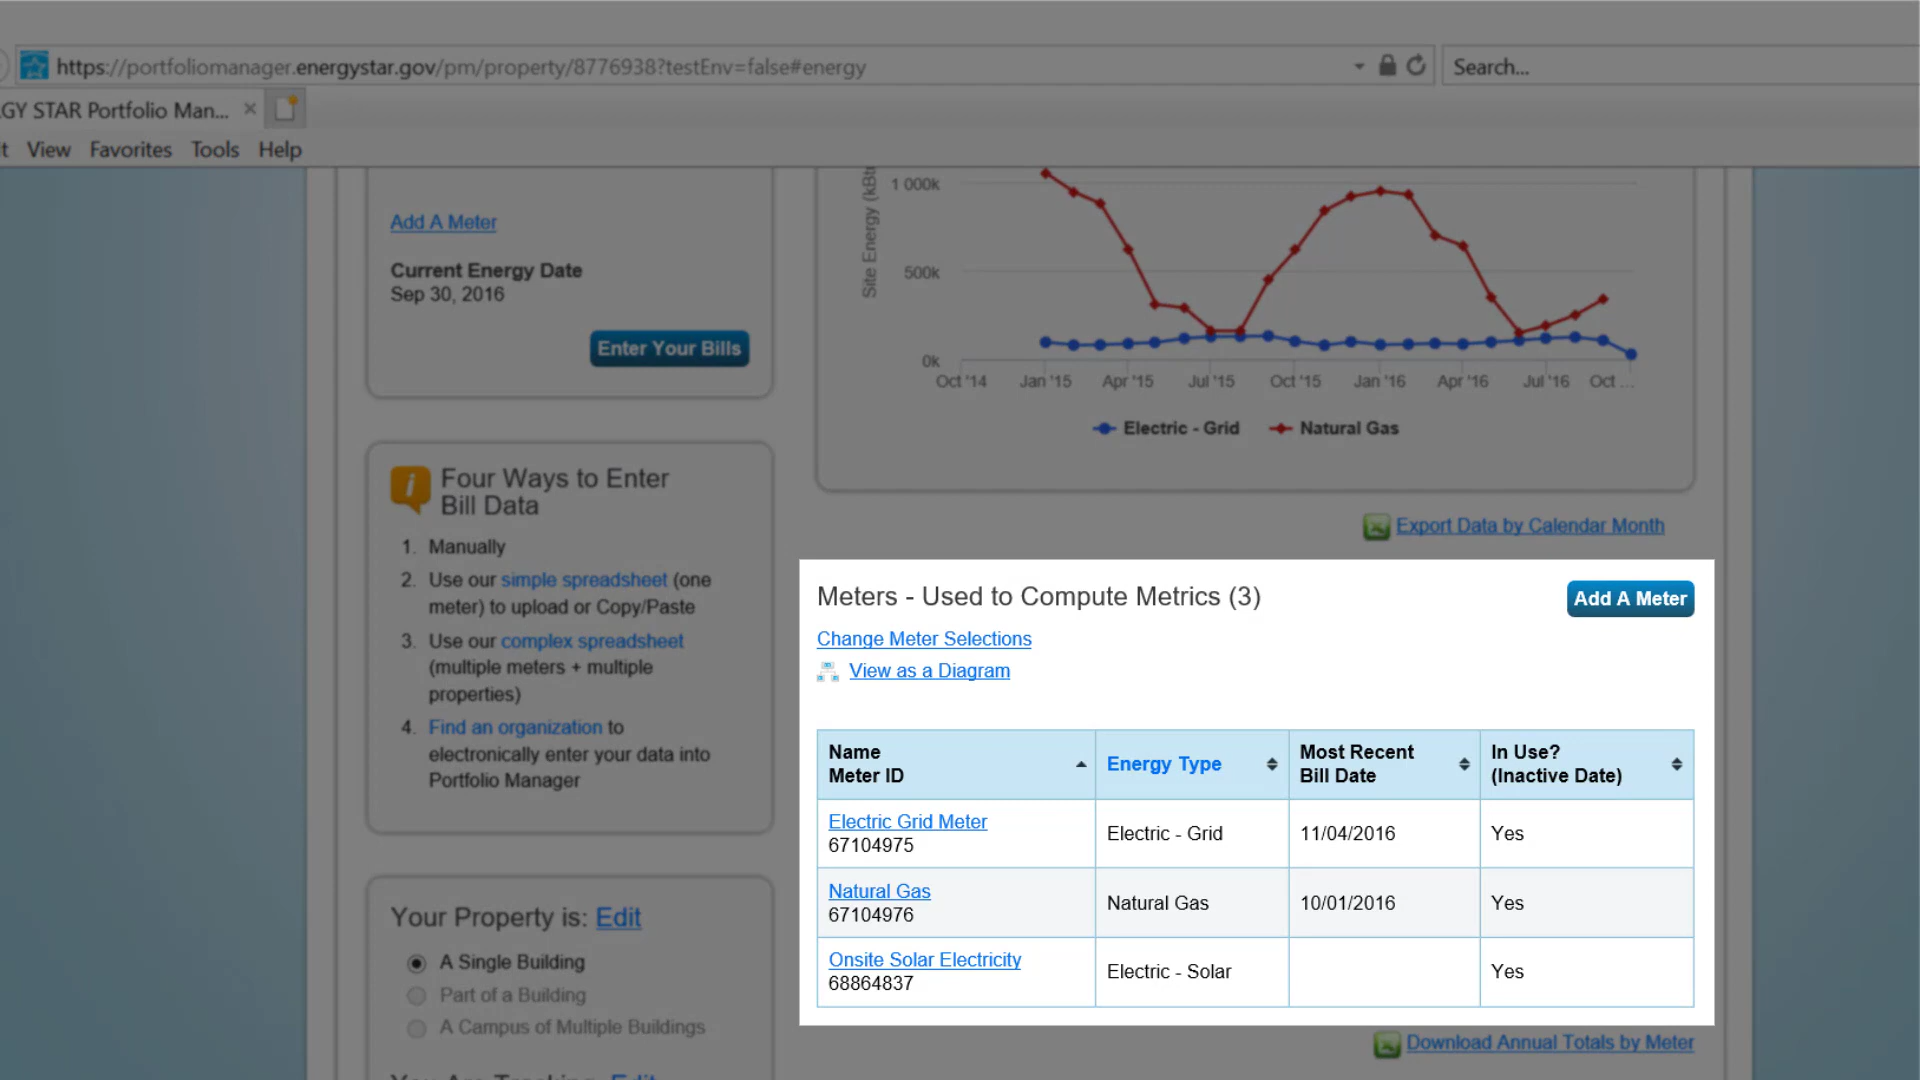 https://portfoliomanager.energystar.gov/pm/property/8776938?testEnv=false#energy
Search...
GY STAR Portfolio Man...
View Favorites Tools Help
Add A Meter
Current Energy Date
Sep 30, 2016
Enter Your Bills
Site Energy (kBtu
1 000k
500k
0k
Oct '14
Jan '15
Apr '15
Jul '15
Oct '15
Jan '16
Apr '16
Jul '16
Oct ...
Electric - Grid
Natural Gas
i
Four Ways to Enter
Bill Data
1. Manually
2. Use our simple spreadsheet (one
meter) to upload or Copy/Paste
3. Use our complex spreadsheet
(multiple meters + multiple
properties)
4. Find an organization to
electronically enter your data into
Portfolio Manager
Export Data by Calendar Month
Meters - Used to Compute Metrics (3)
Add A Meter
Change Meter Selections
View as a Diagram
Name
Meter ID
Energy Type
Most Recent
Bill Date
In Use?
(Inactive Date)
Electric Grid Meter
67104975
Electric - Grid
11/04/2016
Yes
Natural Gas
67104976
Natural Gas
10/01/2016
Yes
Onsite Solar Electricity
68864837
Electric - Solar
Yes
Download Annual Totals by Meter
Your Property is: Edit
A Single Building
Part of a Building
A Campus of Multiple Buildings